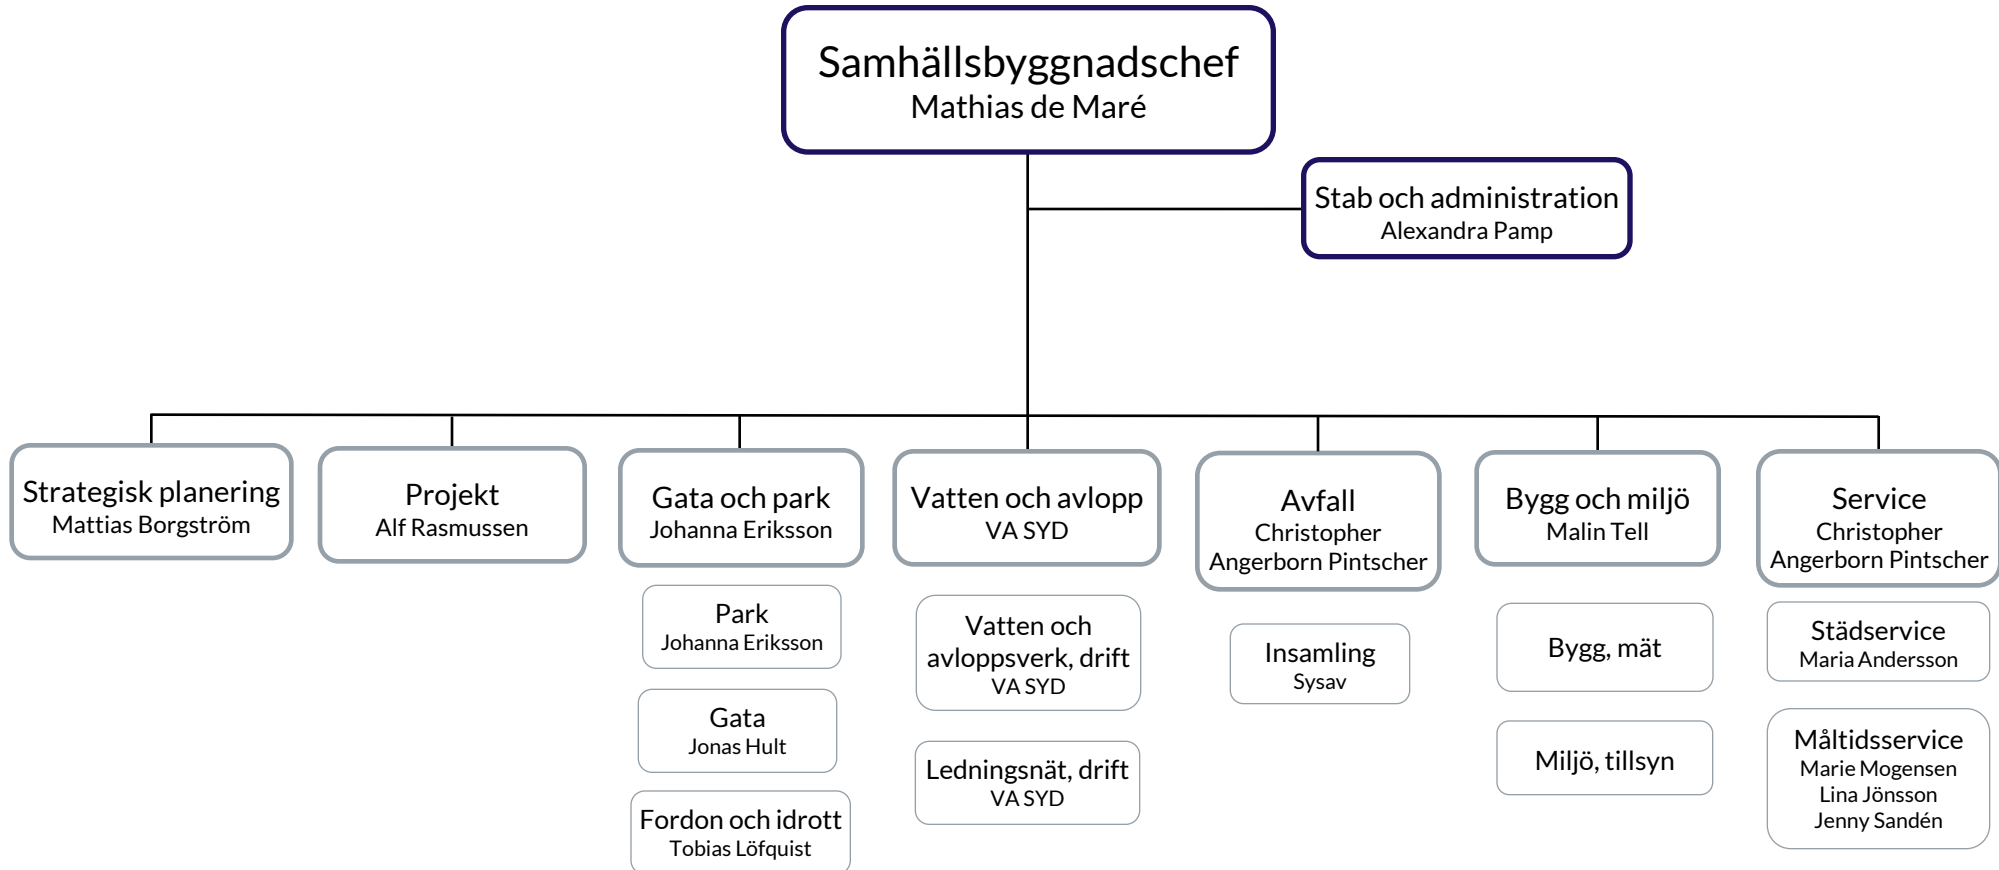 Samhällsbyggnadschef
Mathias de Maré
Stab och administration
Alexandra Pamp
Strategisk planering
Mattias Borgström
Projekt
Alf Rasmussen
Gata och park
Johanna Eriksson
Park
Johanna Eriksson
Gata
Jonas Hult
Fordon och idrott
Tobias Löfquist
Vatten och avlopp
VA SYD
Vatten och
avloppsverk, drift
VA SYD
Ledningsnät, drift
VA SYD
Avfall
Christopher
Angerborn Pintscher
Insamling
Sysav
Bygg och miljö
Malin Tell
Bygg, mät
Miljö, tillsyn
Service
Christopher
Angerborn Pintscher
Städservice
Maria Andersson
Måltidsservice
Marie Mogensen
Lina Jönsson
Jenny Sandén